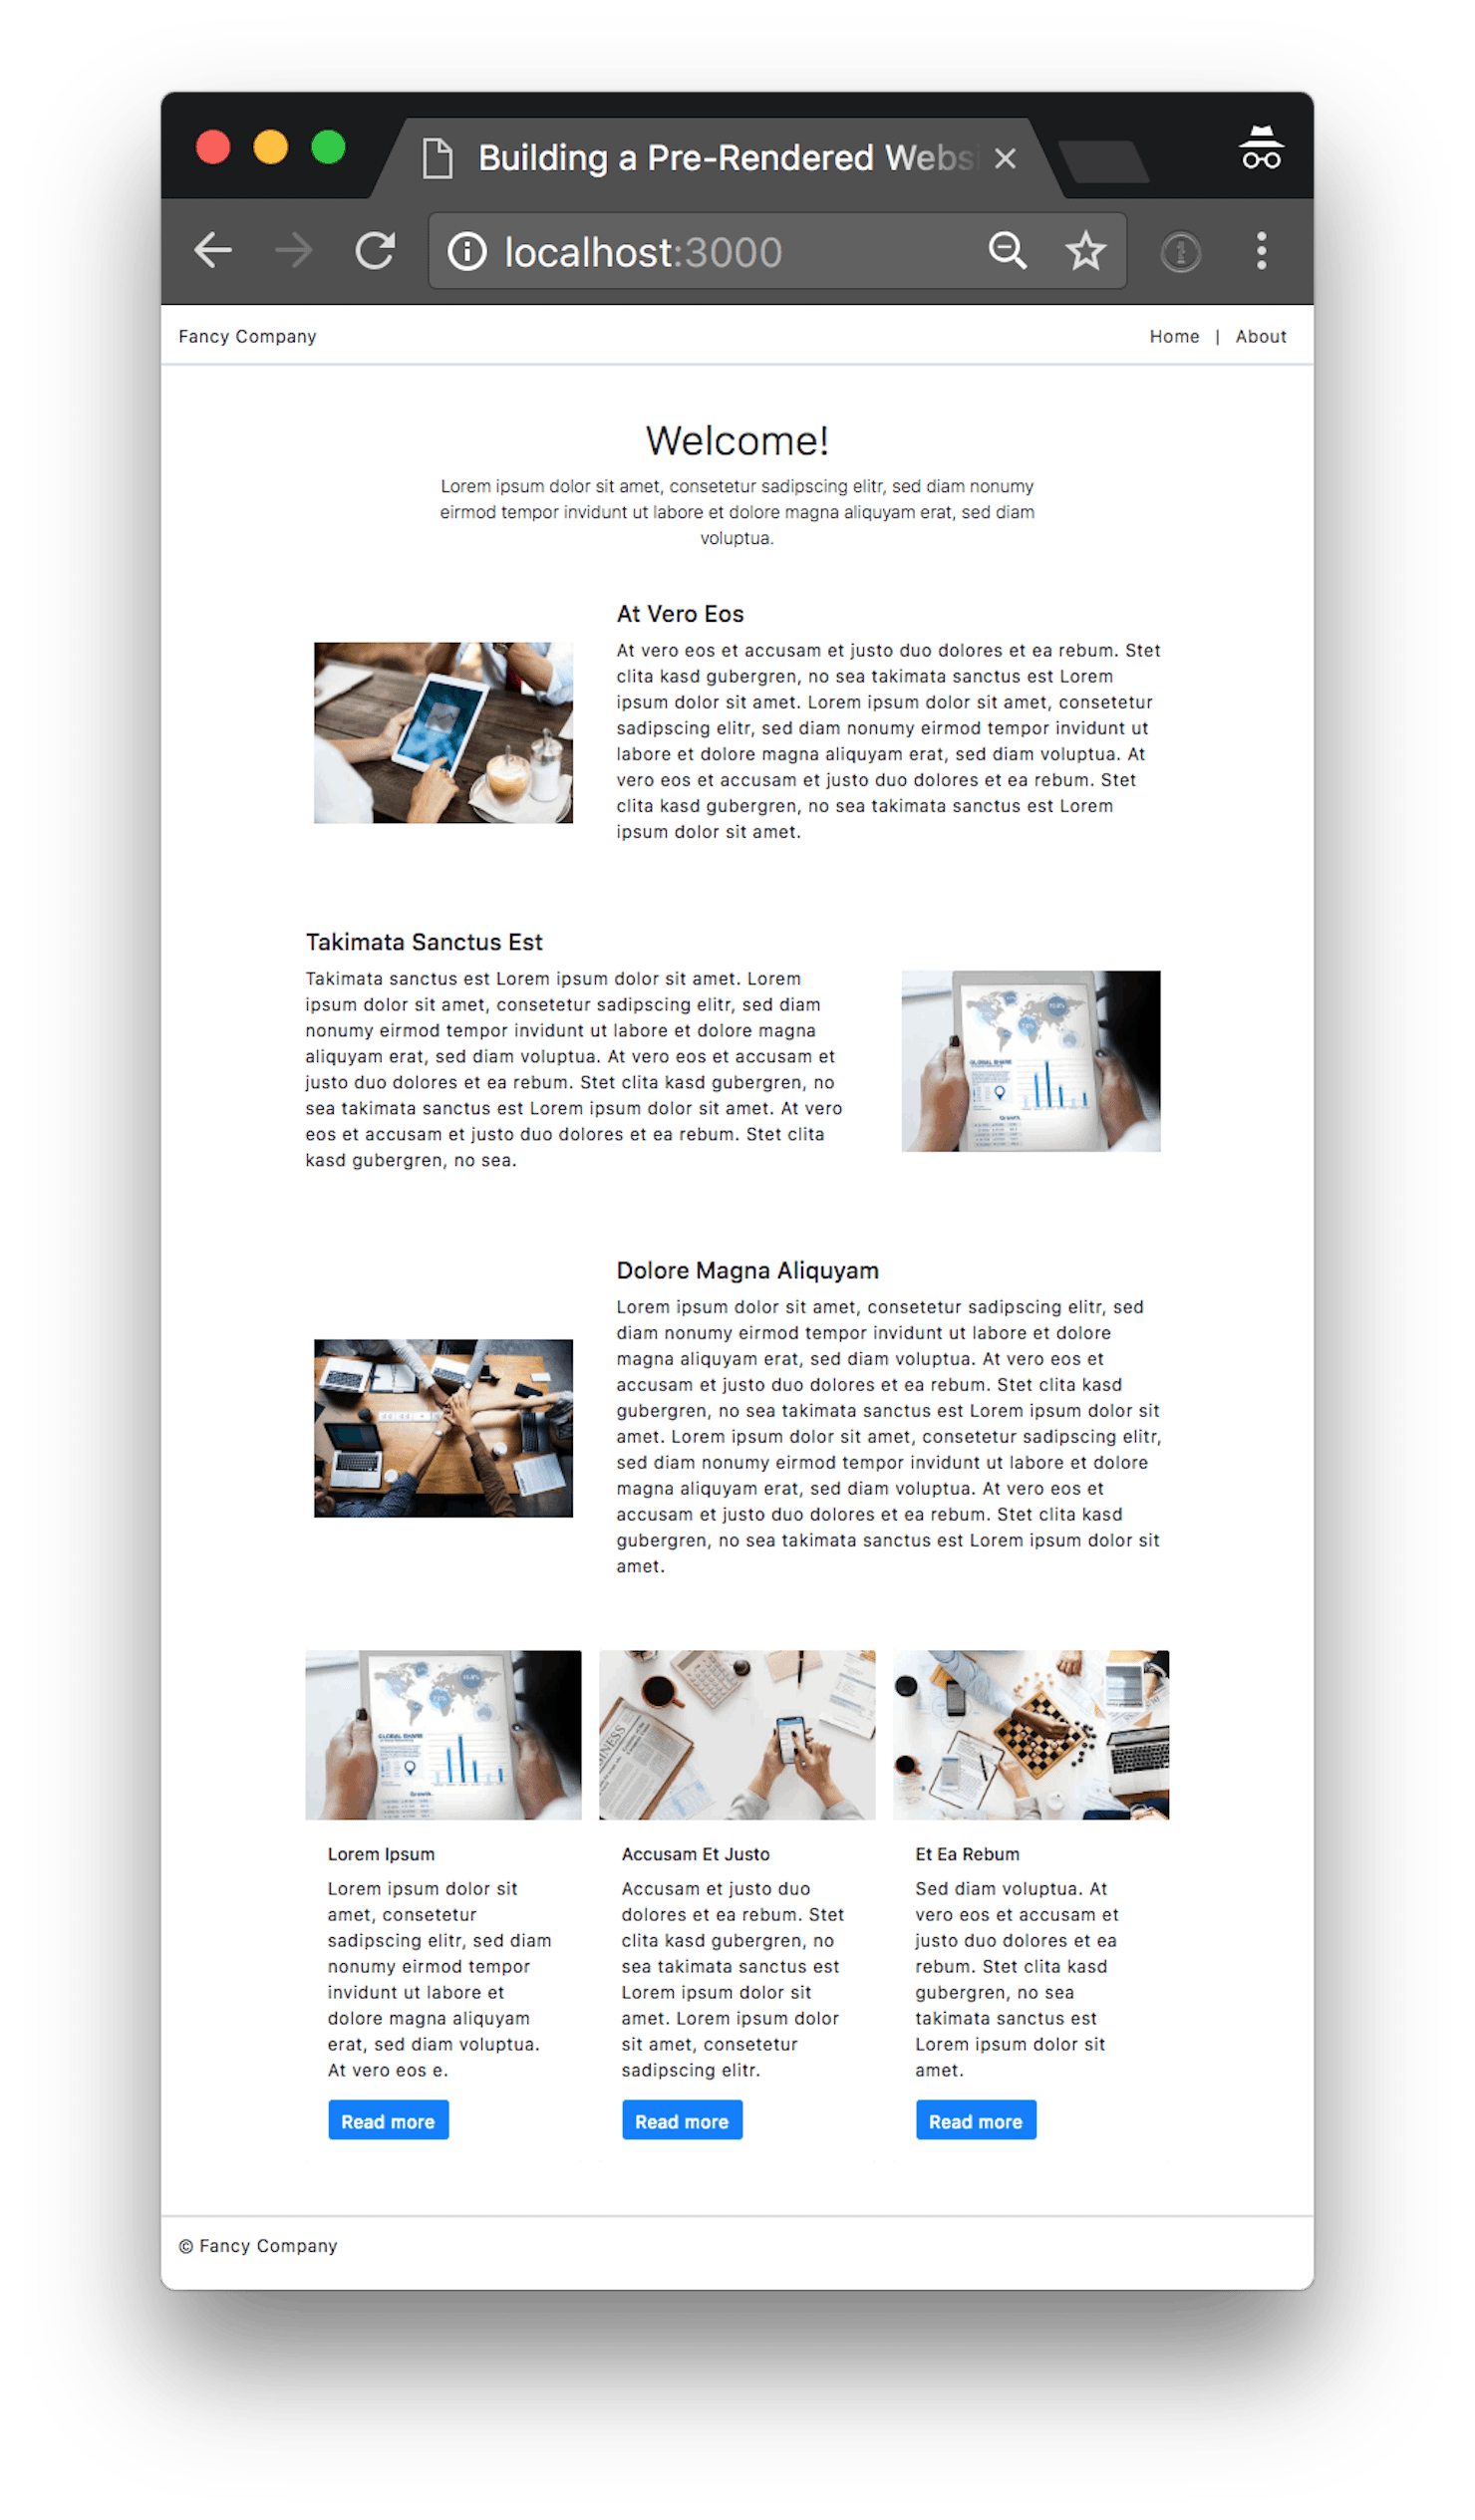 Building a Pre-Rendered Websi
localhost:3000
Fancy Company
Home | About
Welcome!
Lorem ipsum dolor sit amet, consetetur sadipscing elitr, sed diam nonumy
eirmod tempor invidunt ut labore et dolore magna aliquyam erat, sed diam
voluptua.
At Vero Eos
At vero eos et accusam et justo duo dolores et ea rebum. Stet
clita kasd gubergren, no sea takimata sanctus est Lorem
ipsum dolor sit amet. Lorem ipsum dolor sit amet, consetetur
sadipscing elitr, sed diam nonumy eirmod tempor invidunt ut
labore et dolore magna aliquyam erat, sed diam voluptua. At
vero eos et accusam et justo duo dolores et ea rebum. Stet
clita kasd gubergren, no sea takimata sanctus est Lorem
ipsum dolor sit amet.
Takimata Sanctus Est
Takimata sanctus est Lorem ipsum dolor sit amet. Lorem
ipsum dolor sit amet, consetetur sadipscing elitr, sed diam
nonumy eirmod tempor invidunt ut labore et dolore magna
aliquyam erat, sed diam voluptua. At vero eos et accusam et
justo duo dolores et ea rebum. Stet clita kasd gubergren, no
sea takimata sanctus est Lorem ipsum dolor sit amet. At vero
eos et accusam et justo duo dolores et ea rebum. Stet clita
kasd gubergren, no sea.
GLOBAL SHARE
Dolore Magna Aliquyam
Lorem ipsum dolor sit amet, consetetur sadipscing elitr, sed
diam nonumy eirmod tempor invidunt ut labore et dolore
magna aliquyam erat, sed diam voluptua. At vero eos et
accusam et justo duo dolores et ea rebum. Stet clita kasd
gubergren, no sea takimata sanctus est Lorem ipsum dolor sit
amet. Lorem ipsum dolor sit amet, consetetur sadipscing elitr,
sed diam nonumy eirmod tempor invidunt ut labore et dolore
magna aliquyam erat, sed diam voluptua. At vero eos et
accusam et justo duo dolores et ea rebum. Stet clita kasd
gubergren, no sea takimata sanctus est Lorem ipsum dolor sit
amet.
GLOBAL SHARE
Growth
Lorem Ipsum
Lorem ipsum dolor sit
amet, consetetur
sadipscing elitr, sed diam
nonumy eirmod tempor
invidunt ut labore et
dolore magna aliquyam
erat, sed diam voluptua.
At vero eos e.
Read more
Accusam Et Justo
Accusam et justo duo
dolores et ea rebum. Stet
clita kasd gubergren, no
sea takimata sanctus est
Lorem ipsum dolor sit
amet. Lorem ipsum dolor
sit amet, consetetur
sadipscing elitr.
Read more
Et Ea Rebum
Sed diam voluptua. At
vero eos et accusam et
justo duo dolores et ea
rebum. Stet clita kasd
gubergren, no sea
takimata sanctus est
Lorem ipsum dolor sit
amet.
Read more
© Fancy Company